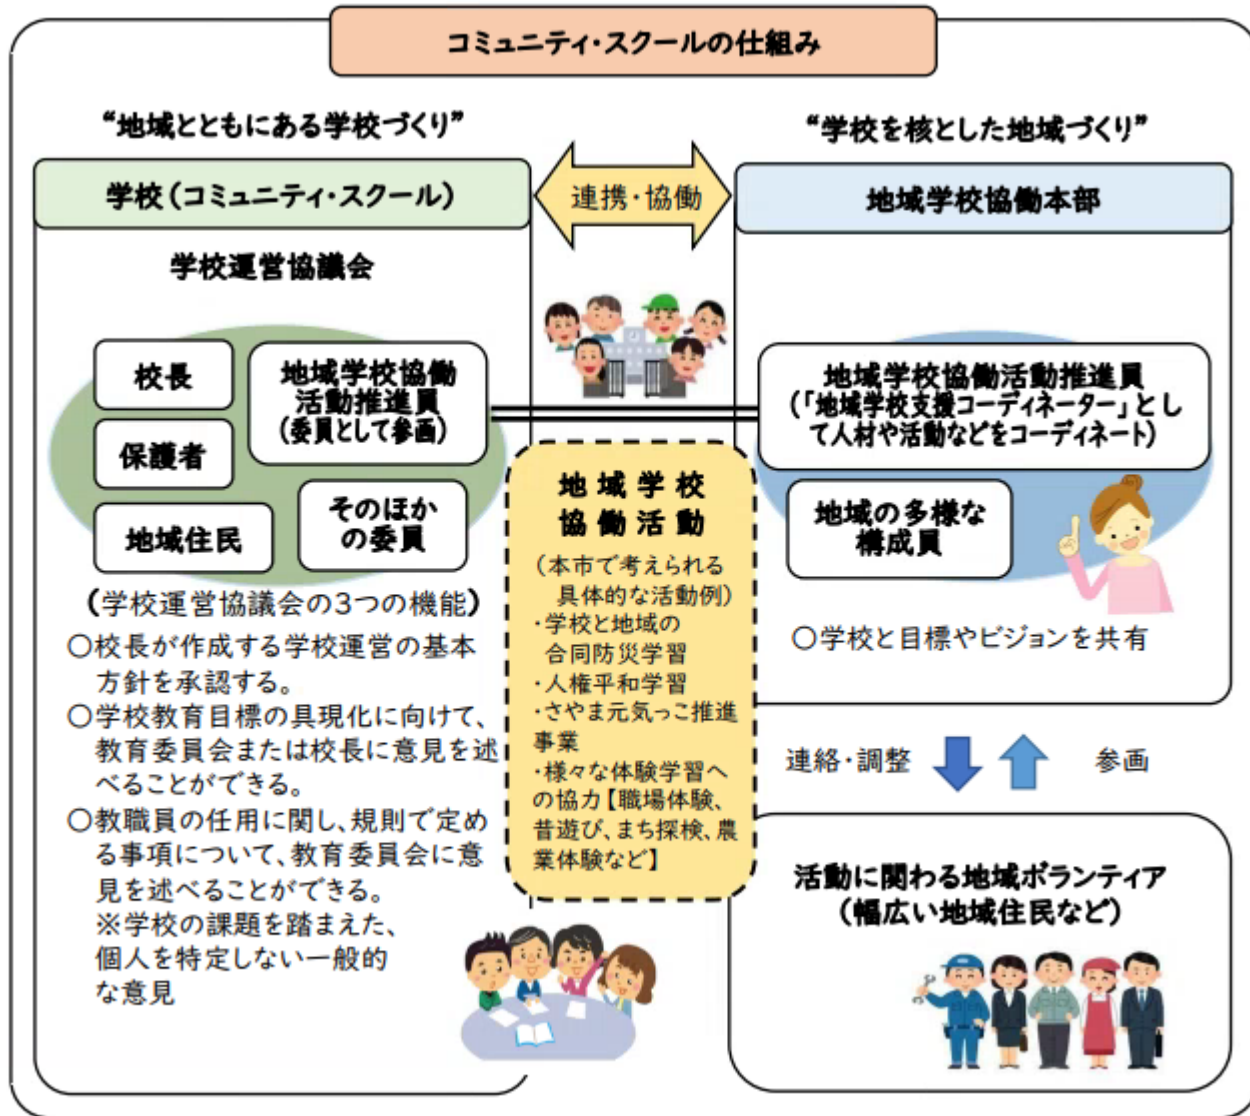 コミュニティ・スクールの仕組み
“地域とともにある学校づくり”
学校(コミュニティ・スクール)
学校運営協議会
校長
保護者
地域住民
地域学校協働
活動推進員
(委員として参画)
そのほか
の委員
(学校運営協議会の3つの機能)
○校長が作成する学校運営の基本
方針を承認する。
○学校教育目標の具現化に向けて、
教育委員会または校長に意見を述
べることができる。
○教職員の任用に関し、規則で定め
る事項について、教育委員会に意
見を述べることができる。
※学校の課題を踏まえた、
個人を特定しない一般的
な意見
連携・協働
地域学校
協働活動
(本市で考えられる
具体的な活動例)
・学校と地域の
合同防災学習
・人権平和学習
・さやま元気っこ推進
事業
・様々な体験学習へ
の協力【職場体験、
昔遊び、まち探検、農
業体験など】
“学校を核とした地域づくり”
地域学校協働本部
地域学校協働活動推進員
(「地域学校支援コーディネーター」とし
て人材や活動などをコーディネート)
地域の多様な
構成員
○学校と目標やビジョンを共有
連絡・調整
参画
活動に関わる地域ボランティア
(幅広い地域住民など)